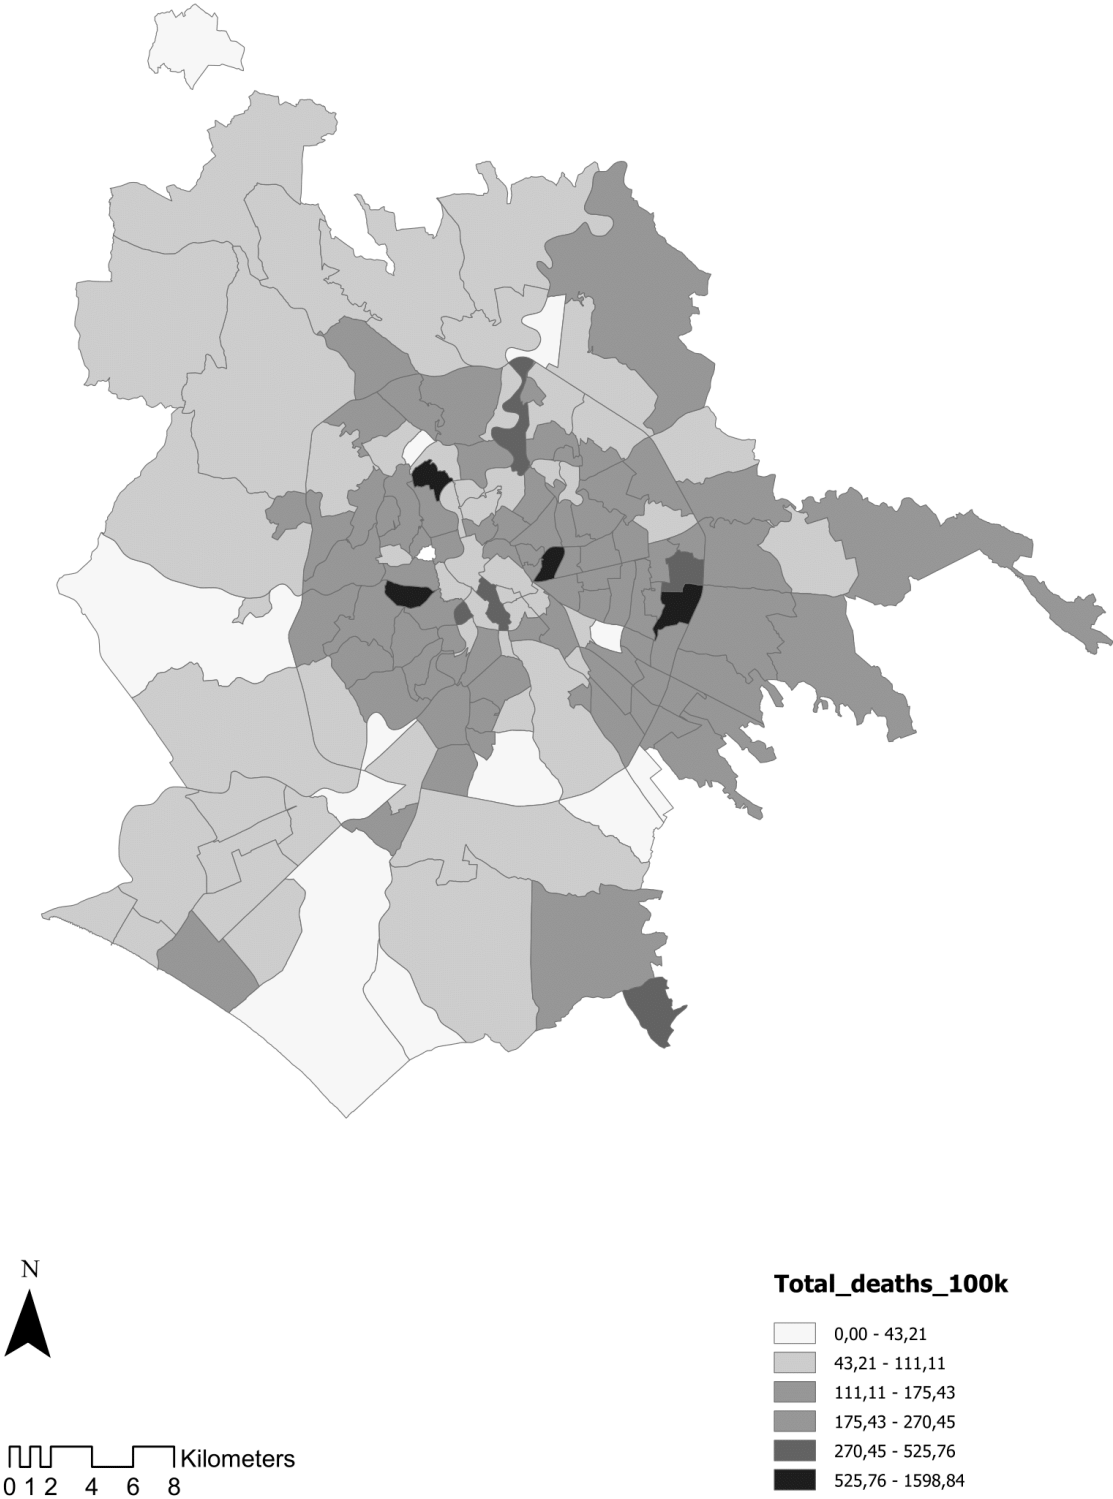 N
Kilometers
0 1 2 4 6 8
Total_deaths_100k
0,00 - 43,21
43,21 - 111,11
111,11 - 175,43
175,43 - 270,45
270,45 - 525,76
525,76 - 1598,84